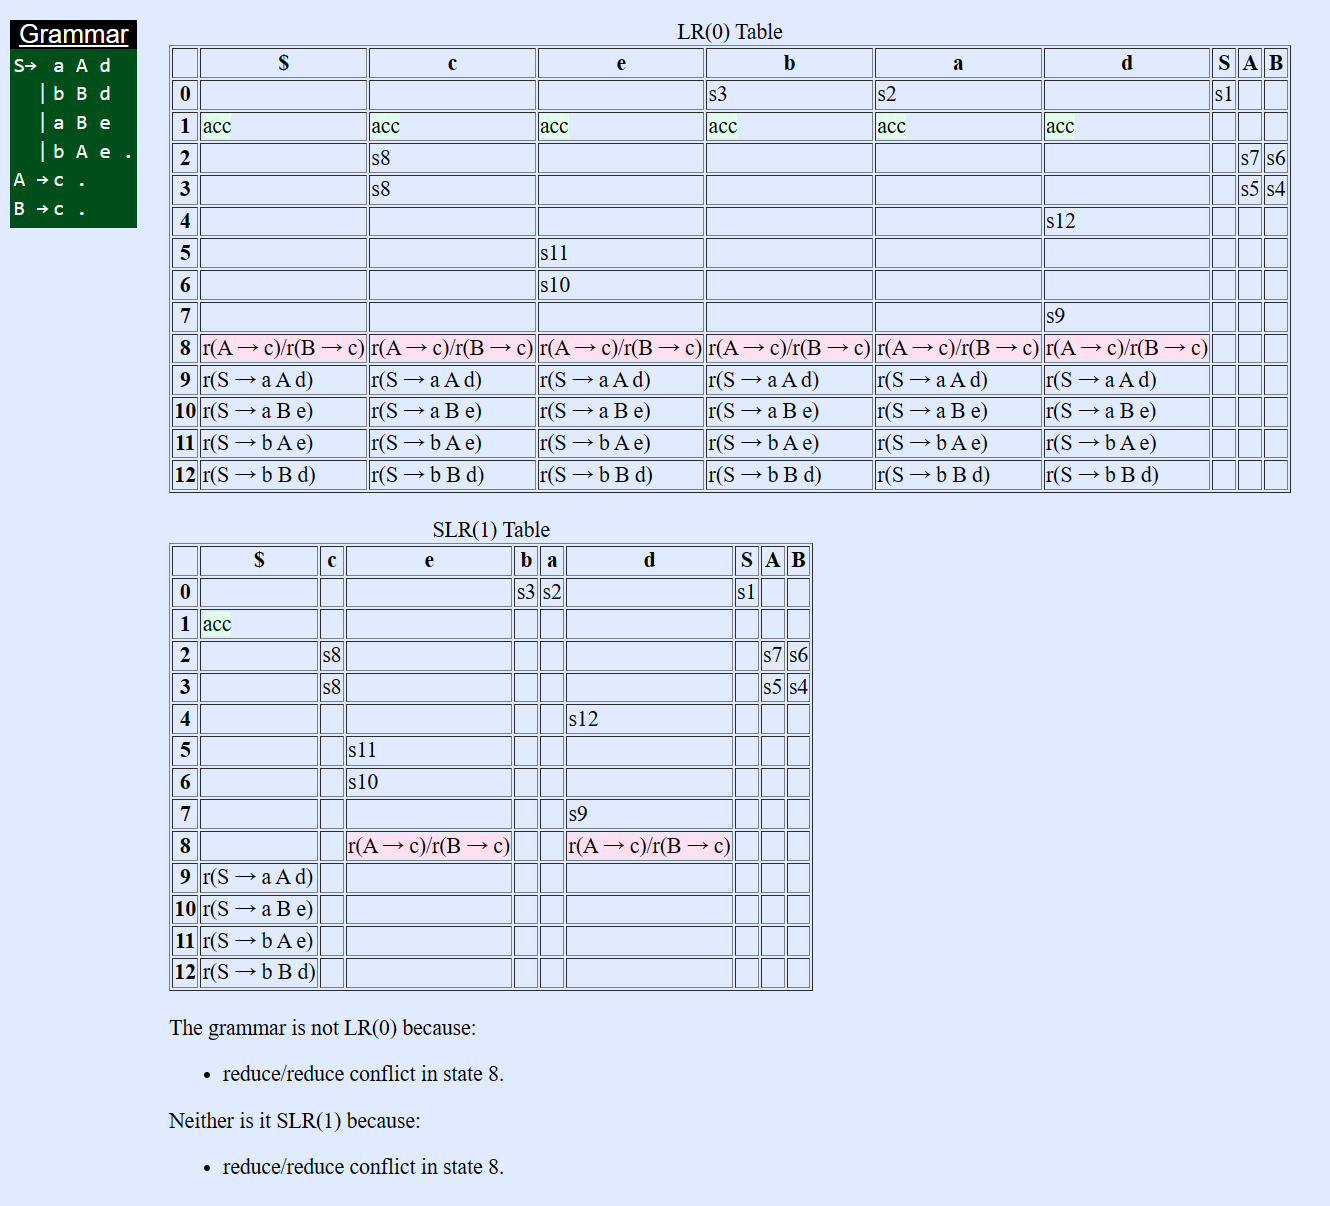 Grammar
S→ a A d
| b B d
| a B e
| b A e .
A →c .
B →c .
LR(0) Table
$ c e b a d S A B
0 s3 s2 s1
1 acc acc acc acc acc acc
2 s8 s7 s6
3 s8 s5 s4
4 s12
5 s11
6 s10
7 s9
8 r(A → c)/r(B → c) r(A → c)/r(B → c) r(A → c)/r(B → c) r(A → c)/r(B → c) r(A → c)/r(B → c) r(A → c)/r(B → c)
9 r(S → a A d) r(S → a A d) r(S → a A d) r(S → a A d) r(S → a A d) r(S → a A d)
10 r(S → a B e) r(S → a B e) r(S → a B e) r(S → a B e) r(S → a B e) r(S → a B e)
11 r(S → b A e) r(S → b A e) r(S → b A e) r(S → b A e) r(S → b A e) r(S → b A e)
12 r(S → b B d) r(S → b B d) r(S → b B d) r(S → b B d) r(S → b B d) r(S → b B d)
SLR(1) Table
$ c e b a d S A B
0 s3 s2 s1
1 acc
2 s8 s7 s6
3 s8 s5 s4
4 s12
5 s11
6 s10
7 s9
8 r(A → c)/r(B → c) r(A → c)/r(B → c)
9 r(S → a A d)
10 r(S → a B e)
11 r(S → b A e)
12 r(S → b B d)
The grammar is not LR(0) because:
• reduce/reduce conflict in state 8.
Neither is it SLR(1) because:
• reduce/reduce conflict in state 8.